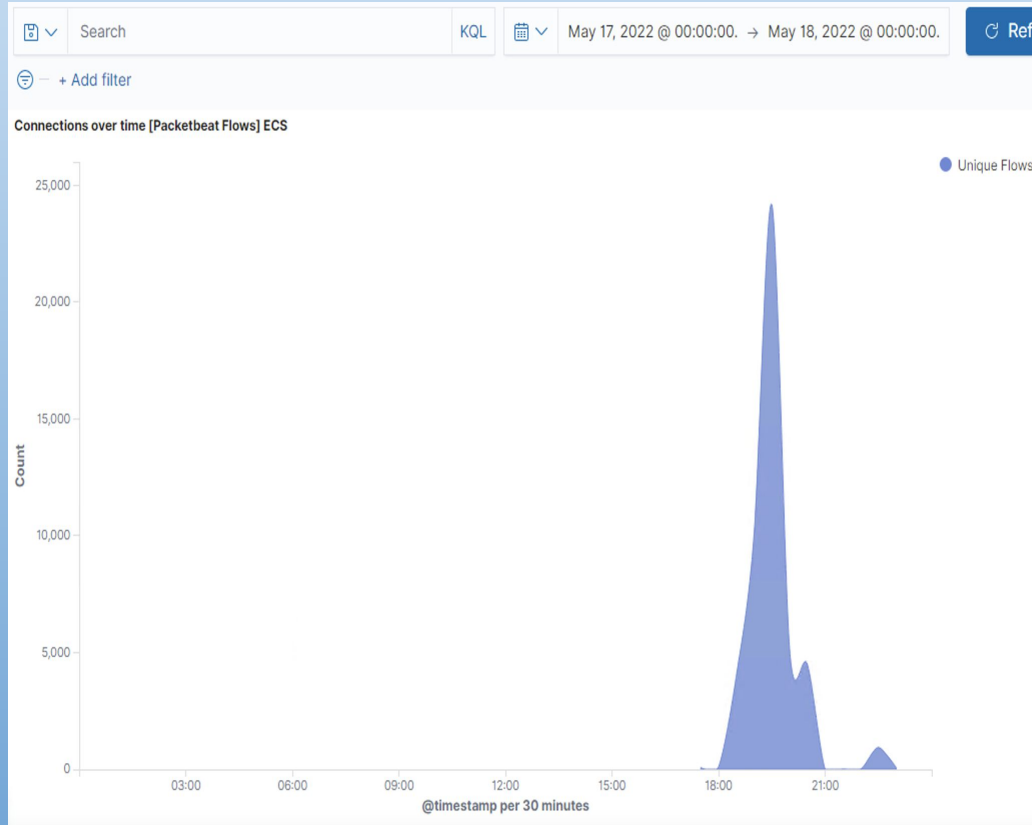 Search KQL May 17, 2022 @ 00:00:00. → May 18, 2022 @ 00:00:00.
+ Add filter
Connections over time [Packetbeat Flows] ECS
Unique Flows
25,000
20,000
15,000
10,000
5,000
0
Count
03:00 06:00 09:00 12:00 15:00 18:00 21:00
@timestamp per 30 minutes